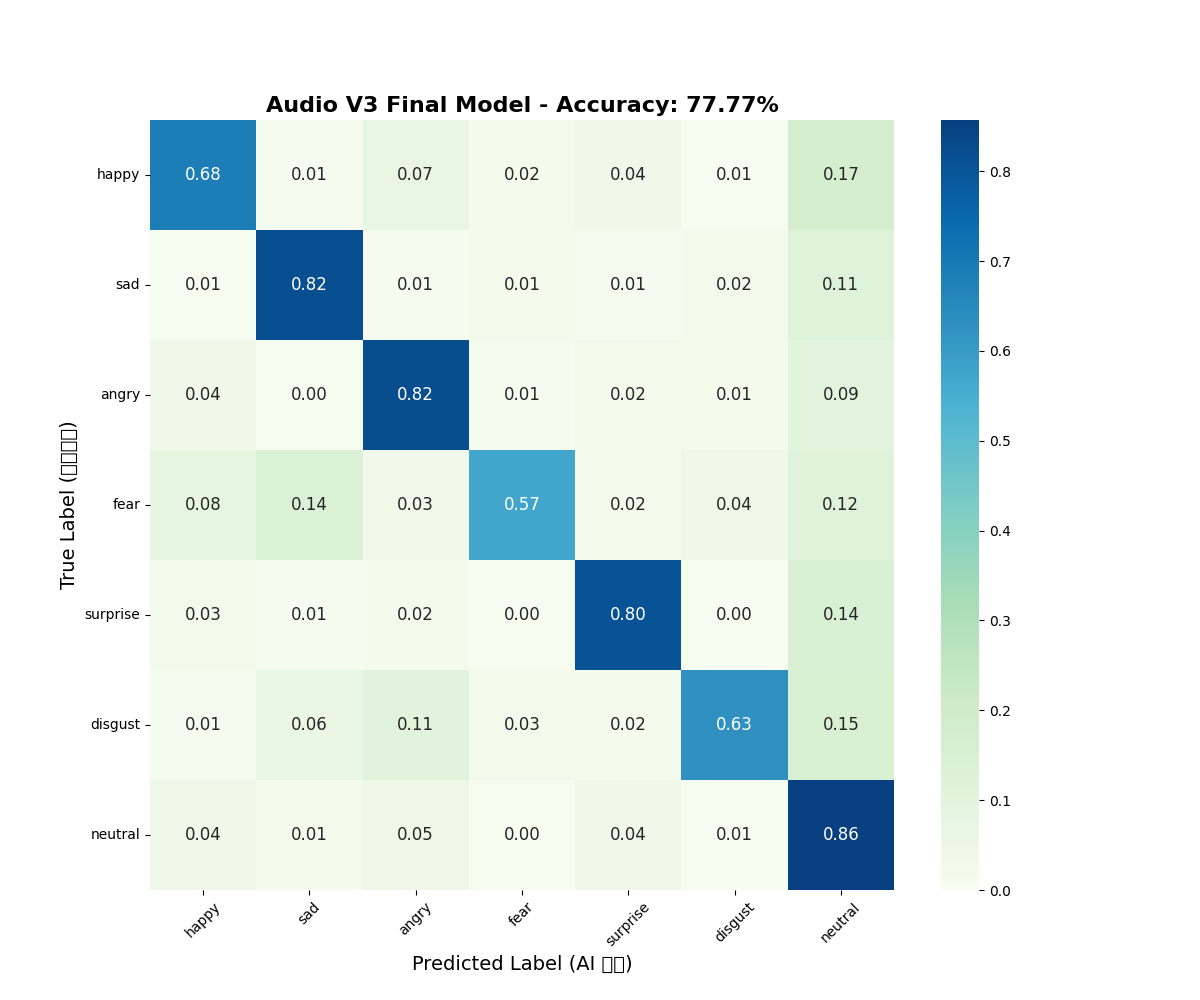 Audio V3 Final Model - Accuracy: 77.77%
happy 0.68 0.01 0.07 0.02 0.04 0.01 0.17
sad 0.01 0.82 0.01 0.01 0.01 0.02 0.11
angry 0.04 0.00 0.82 0.01 0.02 0.01 0.09
fear 0.08 0.14 0.03 0.57 0.02 0.04 0.12
surprise 0.03 0.01 0.02 0.00 0.80 0.00 0.14
disgust 0.01 0.06 0.11 0.03 0.02 0.63 0.15
neutral 0.04 0.01 0.05 0.00 0.04 0.01 0.86
happy sad angry fear surprise disgust neutral
True Label (□□□□)
Predicted Label (AI □□)
0.8
0.7
0.6
0.5
0.4
0.3
0.2
0.1
0.0